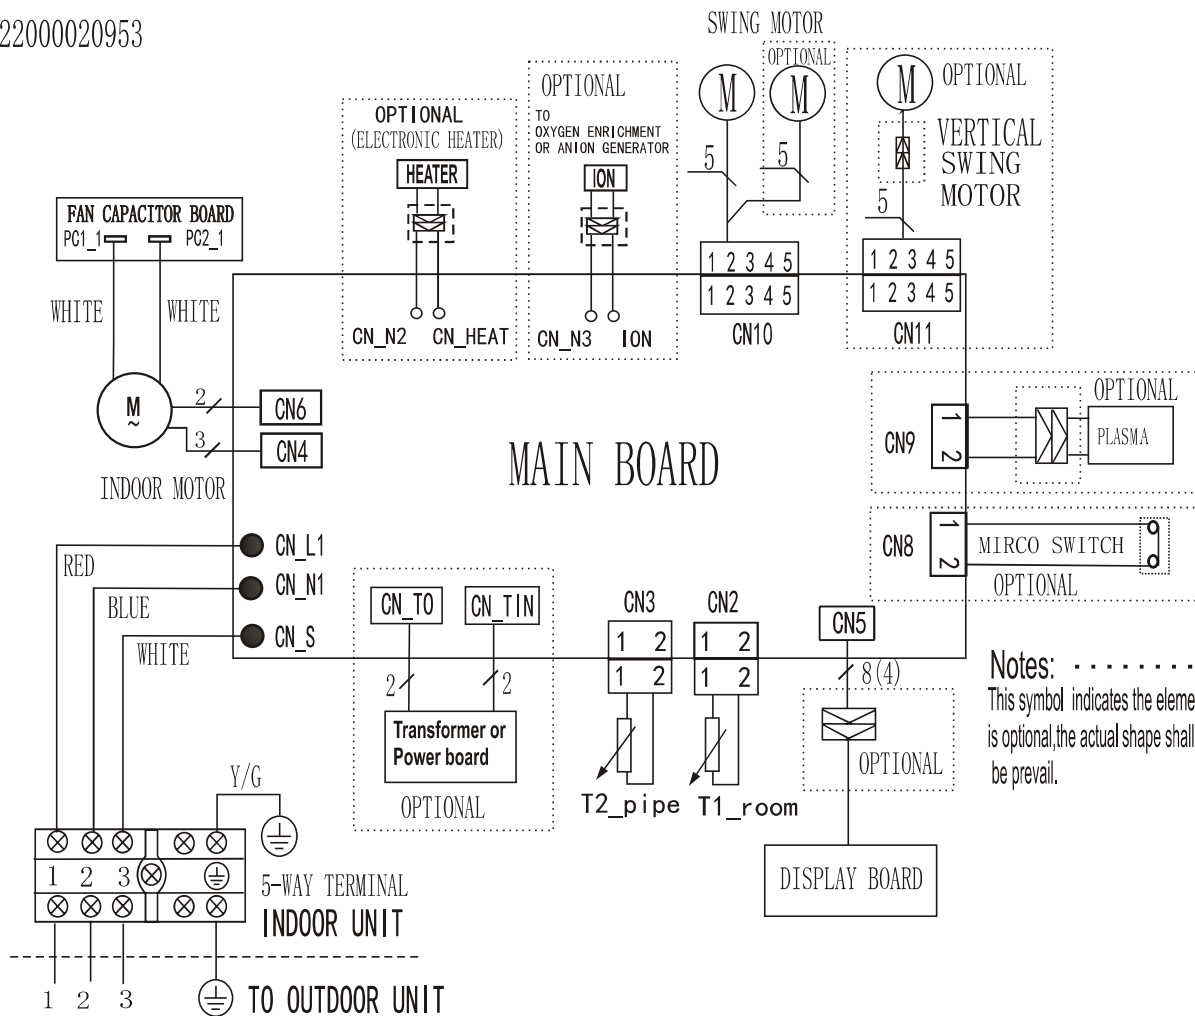 22000020953
SWING MOTOR
OPTIONAL
M
M
M
OPTIONAL
VERTICAL
SWING
MOTOR
5
5
5
OPTIONAL
(ELECTRONIC HEATER)
HEATER
OPTIONAL
TO
OXYGEN ENRICHMENT
OR ANION GENERATOR
ION
FAN CAPACITOR BOARD
PC1_1
PC2_1
WHITE
WHITE
CN_N2
CN_HEAT
CN_N3
ION
1 2 3 4 5
1 2 3 4 5
CN10
1 2 3 4 5
1 2 3 4 5
CN11
M
~
2
3
CN6
CN4
INDOOR MOTOR
MAIN BOARD
CN9
1
2
OPTIONAL
PLASMA
CN8
1
2
MIRCO SWITCH
OPTIONAL
RED
BLUE
WHITE
CN_L1
CN_N1
CN_S
CN_TO
CN_TIN
2
2
Transformer or
Power board
OPTIONAL
CN3
1 2
1 2
T2_pipe
CN2
1 2
1 2
T1_room
CN5
8(4)
OPTIONAL
DISPLAY BOARD
Notes:
This symbol indicates the eleme
is optional,the actual shape shall
be prevail.
Y/G
1 2 3
5-WAY TERMINAL
INDOOR UNIT
1 2 3
TO OUTDOOR UNIT